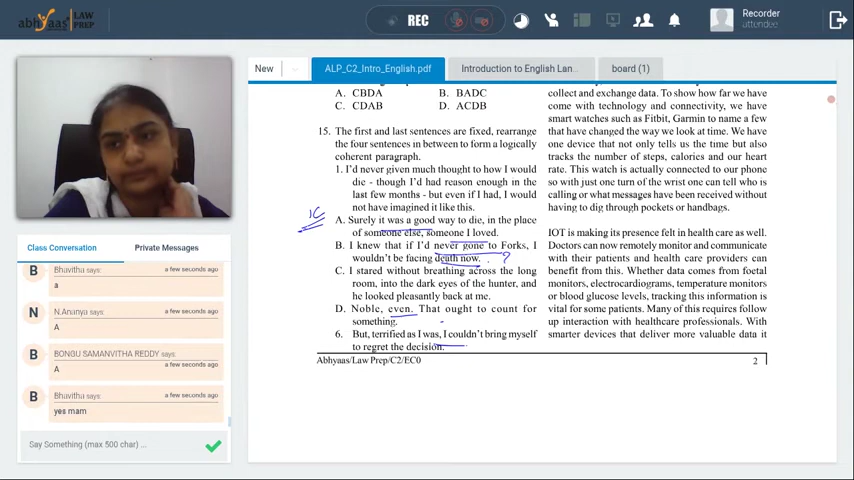 abhyaas LAW PREP
REC
Recorder
attendee
New
ALP_C2_Intro_English.pdf
Introduction to English Lan...
board (1)
A. CBDA
B. BADC
C. CDAB
D. ACDB
15. The first and last sentences are fixed, rearrange
the four sentences in between to form a logically
coherent paragraph.
1. I'd never given much thought to how I would
die - though I'd had reason enough in the
last few months - but even if I had, I would
not have imagined it like this.
1C
A. Surely it was a good way to die, in the place
of someone else, someone I loved.
B. I knew that if I'd never gone to Forks, I
wouldn't be facing death now. ?
C. I stared without breathing across the long
room, into the dark eyes of the hunter, and
he looked pleasantly back at me.
D. Noble, even. That ought to count for
something.
6. But, terrified as I was, I couldn't bring myself
to regret the decision.
Abhyaas/Law Prep/C2/EC0
2
collect and exchange data. To show how far we have
come with technology and connectivity, we have
smart watches such as Fitbit, Garmin to name a few
that have changed the way we look at time. We have
one device that not only tells us the time but also
tracks the number of steps, calories and our heart
rate. This watch is actually connected to our phone
so with just one turn of the wrist one can tell who is
calling or what messages have been received without
having to dig through pockets or handbags.
IOT is making its presence felt in health care as well.
Doctors can now remotely monitor and communicate
with their patients and health care providers can
benefit from this. Whether data comes from foetal
monitors, electrocardiograms, temperature monitors
or blood glucose levels, tracking this information is
vital for some patients. Many of this requires follow
up interaction with healthcare professionals. With
smarter devices that deliver more valuable data it
Class Conversation
Private Messages
B
Bhavitha says:
a few seconds ago
a
N
N.Ananya says:
a few seconds ago
A
B
BONGU SAMANVITHA REDDY says:
a few seconds ago
A
B
Bhavitha says:
a few seconds ago
yes mam
Say Something (max 500 char) ...